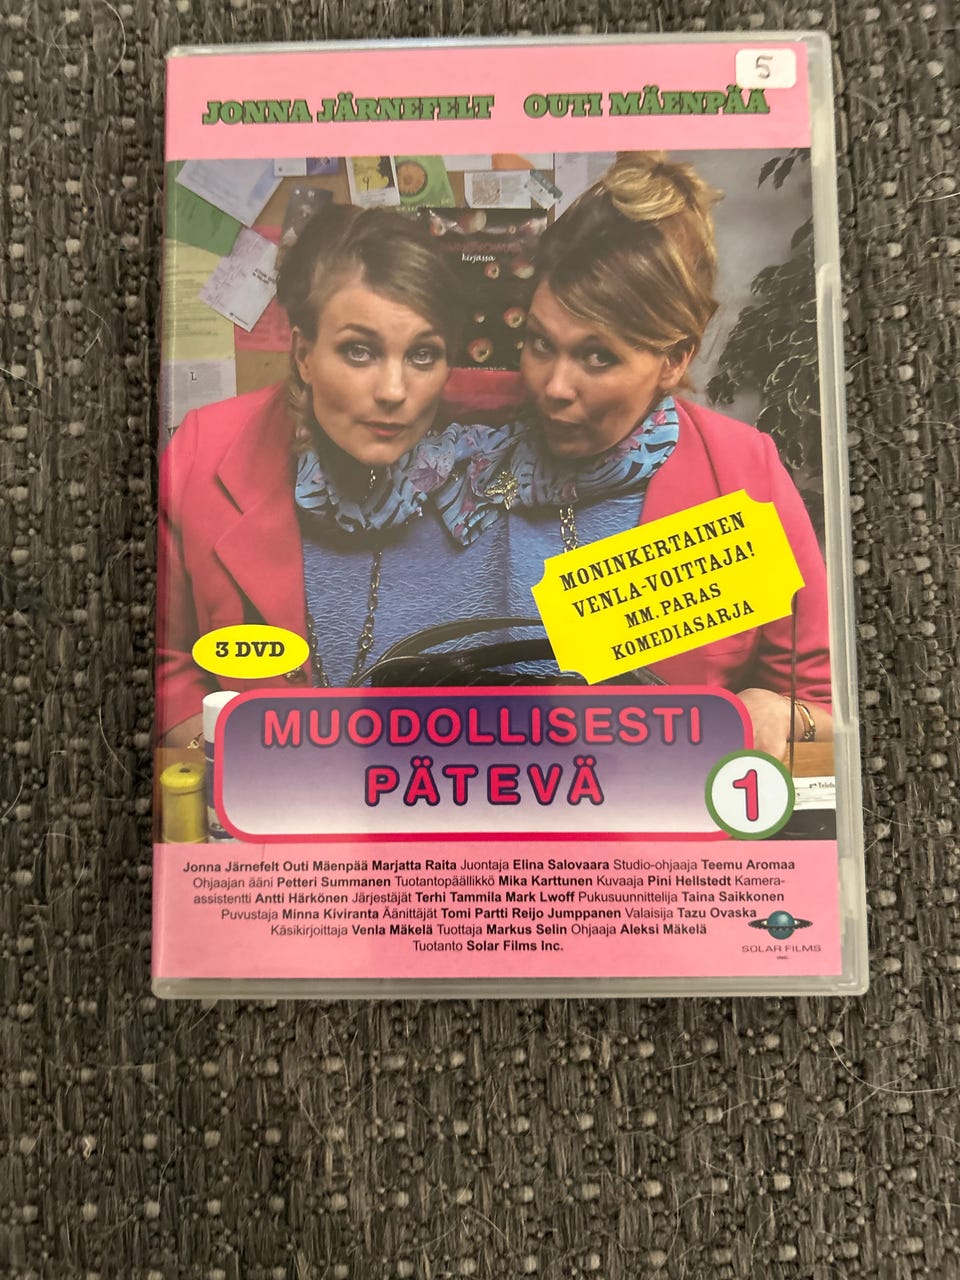 5
JONNA JÄRNEFELT OUTI MÄENPÄÄ
kirjassa
L
MONINKERTAINEN
VENLA-VOITTAJA!
MM. PARAS
KOMEDIASARJA
3 DVD
MUODOLLISESTI
PÄTEVÄ
1
Jonna Järnefelt Outi Mäenpää Marjatta Raita Juontaja Elina Salovaara Studio-ohjaaja Teemu Aromaa
Ohjaajan ääni Petteri Summanen Tuotantopäällikkö Mika Karttunen Kuvaaja Pini Hellstedt Kamera-
assistentti Antti Härkönen Järjestäjät Terhi Tammila Mark Lwoff Pukusuunnittelija Taina Saikkonen
Puvustaja Minna Kiviranta Äänittäjät Tomi Partti Reijo Jumppanen Valaisija Tazu Ovaska
Käsikirjoittaja Venla Mäkelä Tuottaja Markus Selin Ohjaaja Aleksi Mäkelä
Tuotanto Solar Films Inc.
SOLAR FILMS
INC.